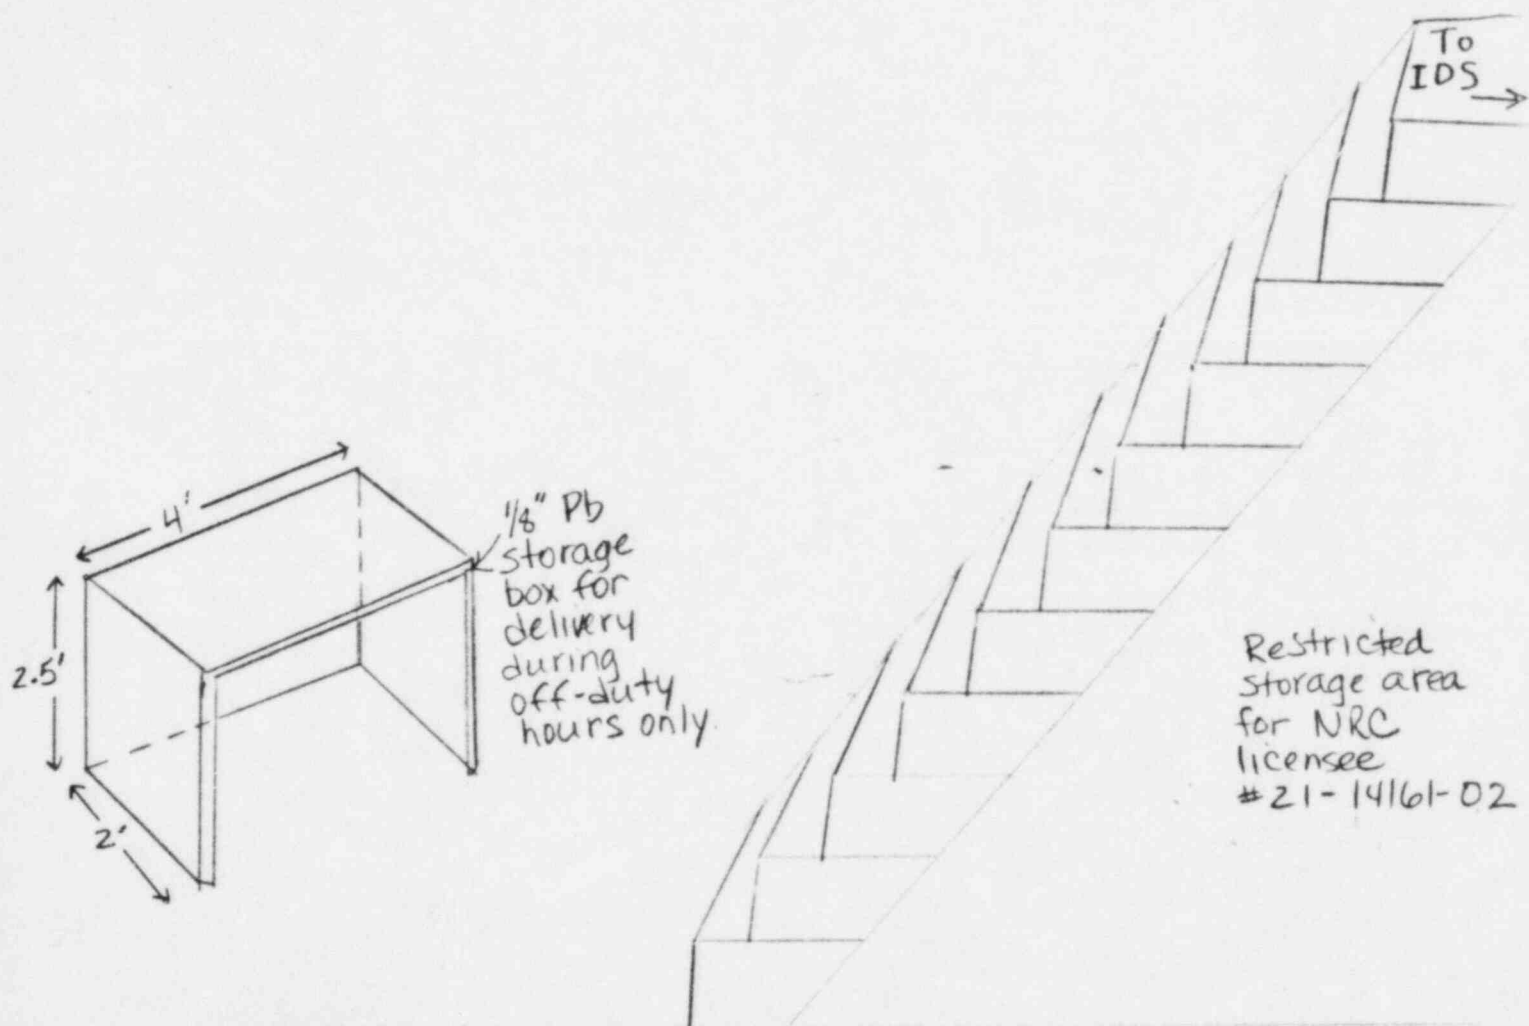 To
IDS
4'
2.5'
2'
1/8" Pb
storage
box for
delivery
during
off-duty
hours only
Restricted
storage area
for NRC
licensee
#21-14161-02